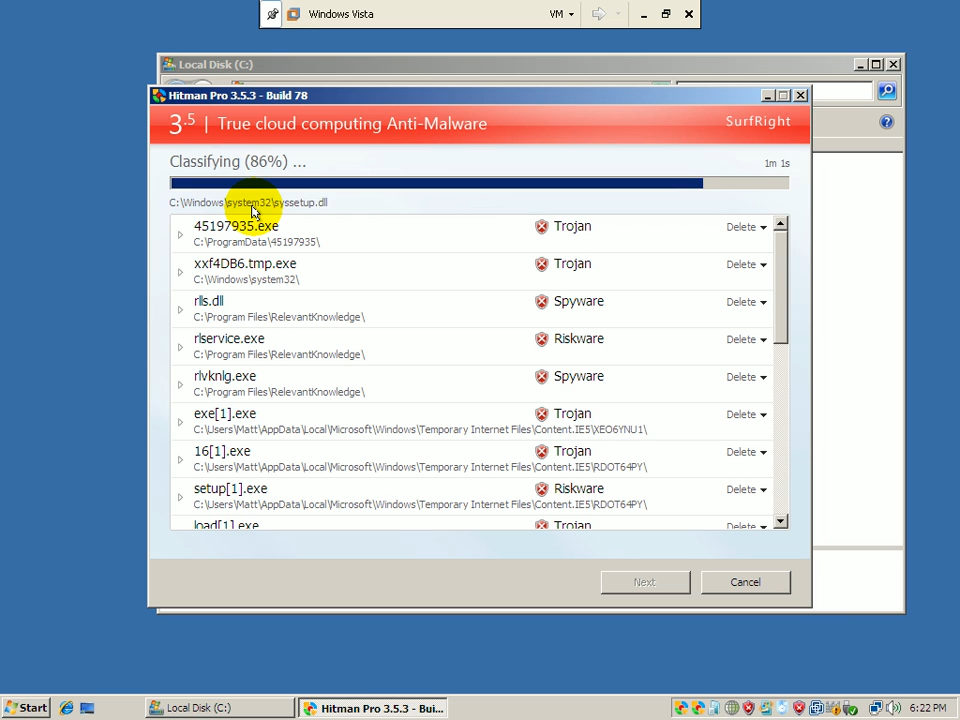 Windows Vista
VM
Local Disk (C:)
Hitman Pro 3.5.3 - Build 78
3.5 | True cloud computing Anti-Malware
SurfRight
Classifying (86%) ...
1m 1s
C:\Windows\system32\syssetup.dll
45197935.exe Trojan Delete
C:\ProgramData\45197935\
xxf4DB6.tmp.exe Trojan Delete
C:\Windows\system32\
rlls.dll Spyware Delete
C:\Program Files\RelevantKnowledge\
rlservice.exe Riskware Delete
C:\Program Files\RelevantKnowledge\
rlvknlg.exe Spyware Delete
C:\Program Files\RelevantKnowledge\
exe[1].exe Trojan Delete
C:\Users\Matt\AppData\Local\Microsoft\Windows\Temporary Internet Files\Content.IE5\XEO6YNU1\
16[1].exe Trojan Delete
C:\Users\Matt\AppData\Local\Microsoft\Windows\Temporary Internet Files\Content.IE5\RDOT64PY\
setup[1].exe Riskware Delete
C:\Users\Matt\AppData\Local\Microsoft\Windows\Temporary Internet Files\Content.IE5\RDOT64PY\
load[1].exe Trojan Delete
Next Cancel
Start Local Disk (C:) Hitman Pro 3.5.3 - Bui... 6:22 PM